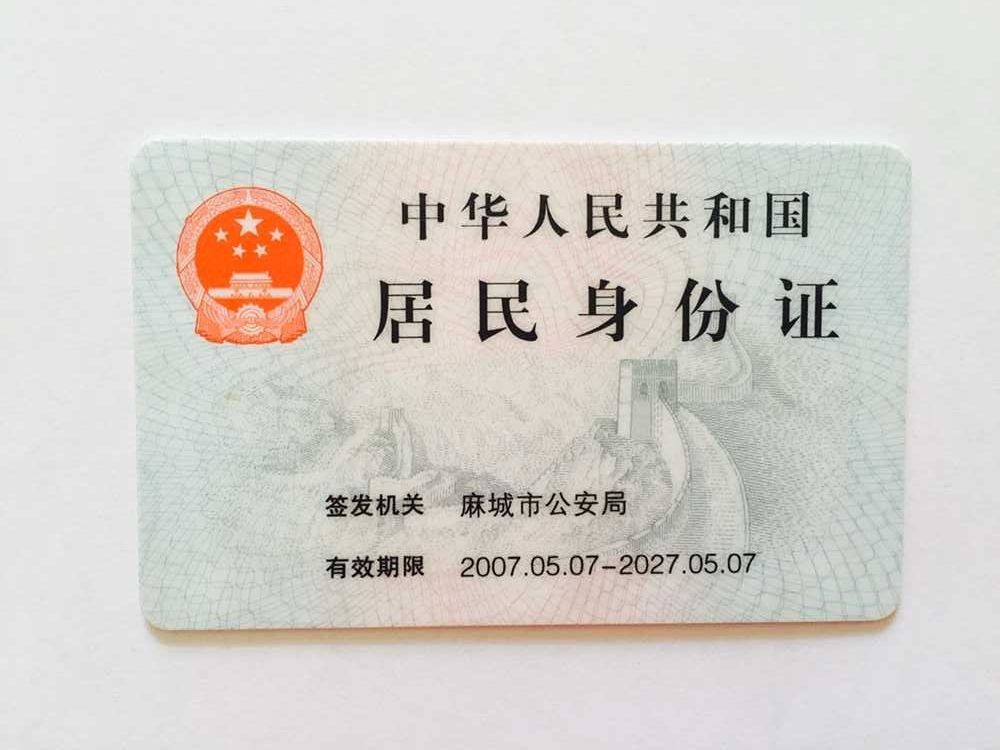 中华人民共和国
居民身份证
签发机关 麻城市公安局
有效期限 2007.05.07-2027.05.07